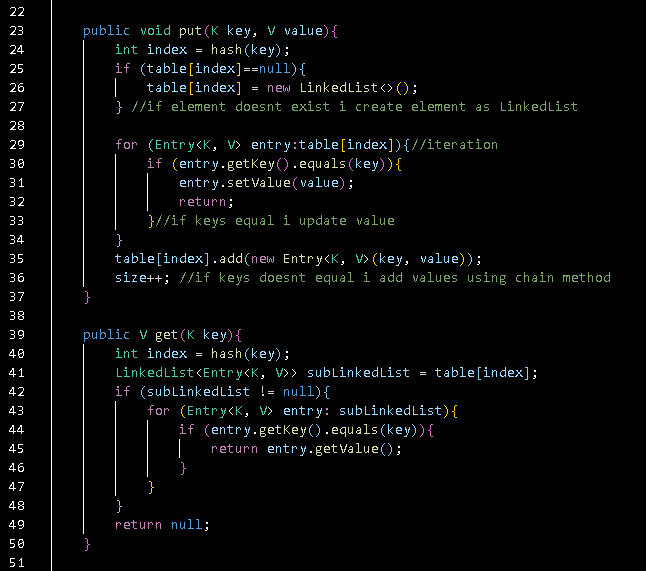 22
23 public void put(K key, V value){
24 int index = hash(key);
25 if (table[index]==null){
26 table[index] = new LinkedList<>();
27 } //if element doesnt exist i create element as LinkedList
28
29 for (Entry<K, V> entry:table[index]){//iteration
30 if (entry.getKey().equals(key)){
31 entry.setValue(value);
32 return;
33 }//if keys equal i update value
34 }
35 table[index].add(new Entry<K, V>(key, value));
36 size++; //if keys doesnt equal i add values using chain method
37 }
38
39 public V get(K key){
40 int index = hash(key);
41 LinkedList<Entry<K, V>> subLinkedList = table[index];
42 if (subLinkedList != null){
43 for (Entry<K, V> entry: subLinkedList){
44 if (entry.getKey().equals(key)){
45 return entry.getValue();
46 }
47 }
48 }
49 return null;
50 }
51